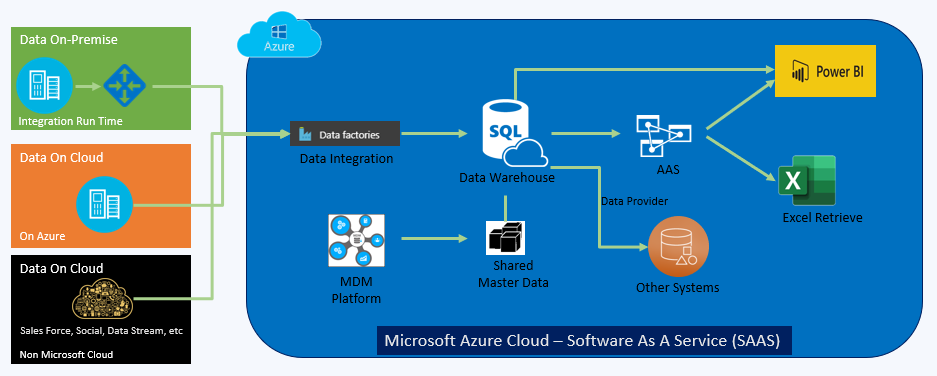 Data On-Premise
Integration Run Time
Data On Cloud
On Azure
Data On Cloud
Sales Force, Social, Data Stream, etc
Non Microsoft Cloud
Azure
Data factories
Data Integration
SQL
Data Warehouse
AAS
Power BI
X
Excel Retrieve
Data Provider
MDM
Platform
Shared
Master Data
Other Systems
Microsoft Azure Cloud – Software As A Service (SAAS)